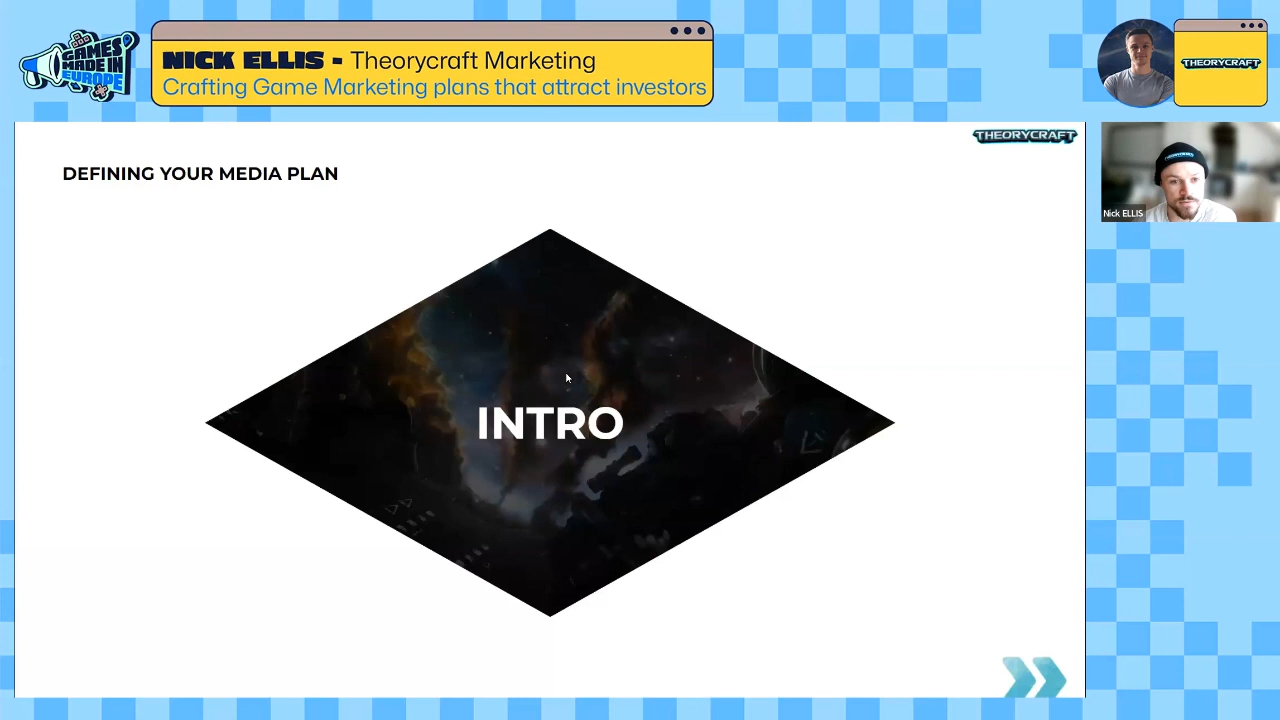 GAMES
MADE IN
EUROPE
NICK ELLIS - Theorycraft Marketing
Crafting Game Marketing plans that attract investors
THEORYCRAFT
THEORYCRAFT
DEFINING YOUR MEDIA PLAN
INTRO
THEORYCRAFT
Nick ELLIS